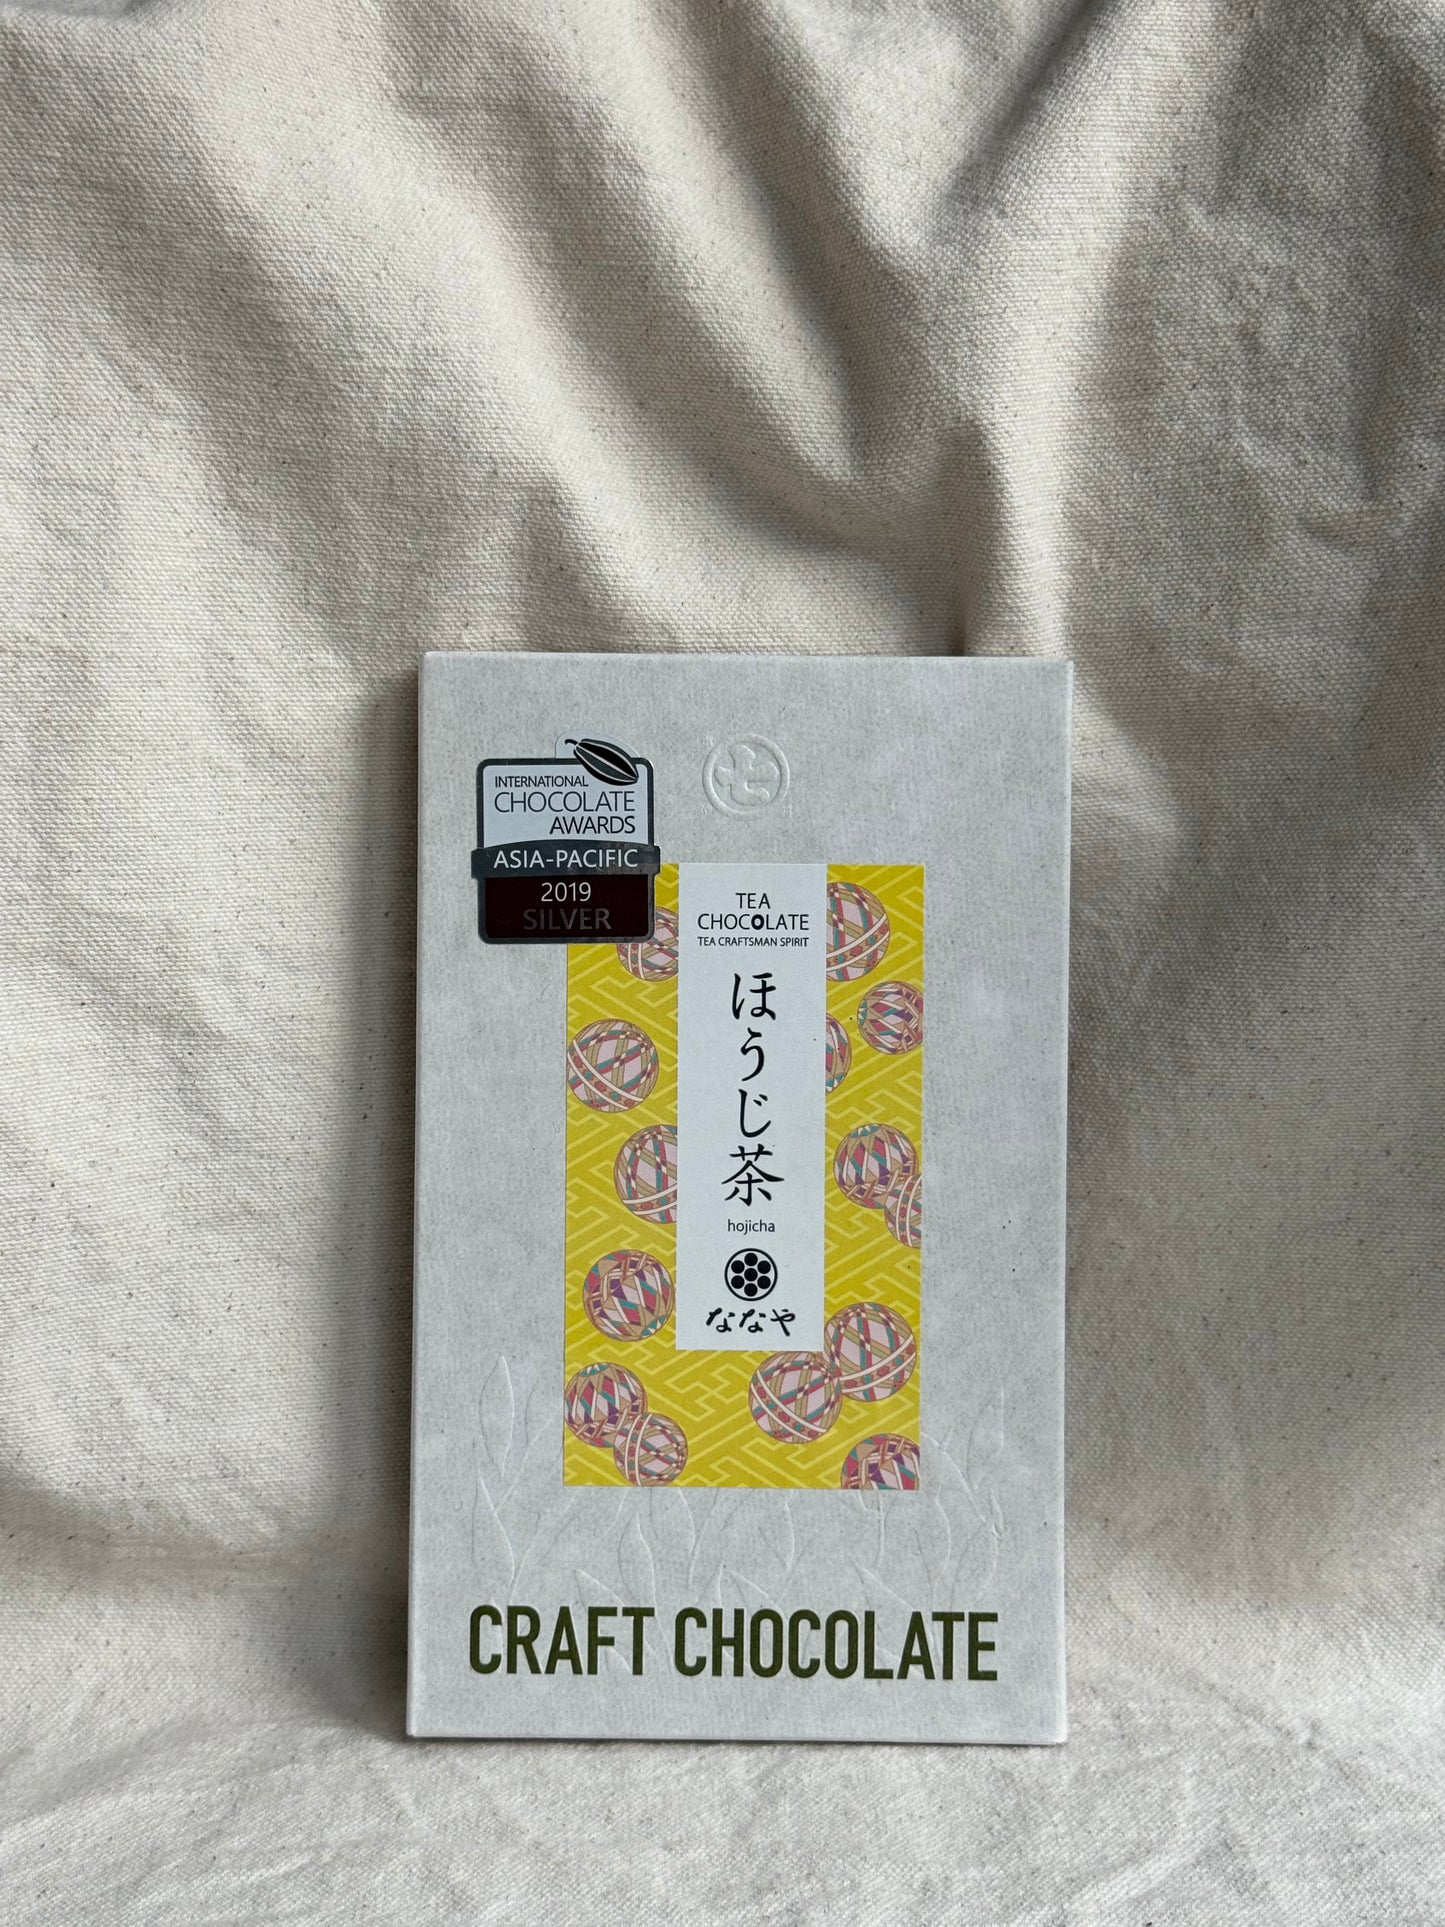 INTERNATIONAL
CHOCOLATE
AWARDS
ASIA-PACIFIC
2019
SILVER
七
TEA
CHOCOLATE
TEA CRAFTSMAN SPIRIT
ほうじ茶
hojicha
ななや
CRAFT CHOCOLATE